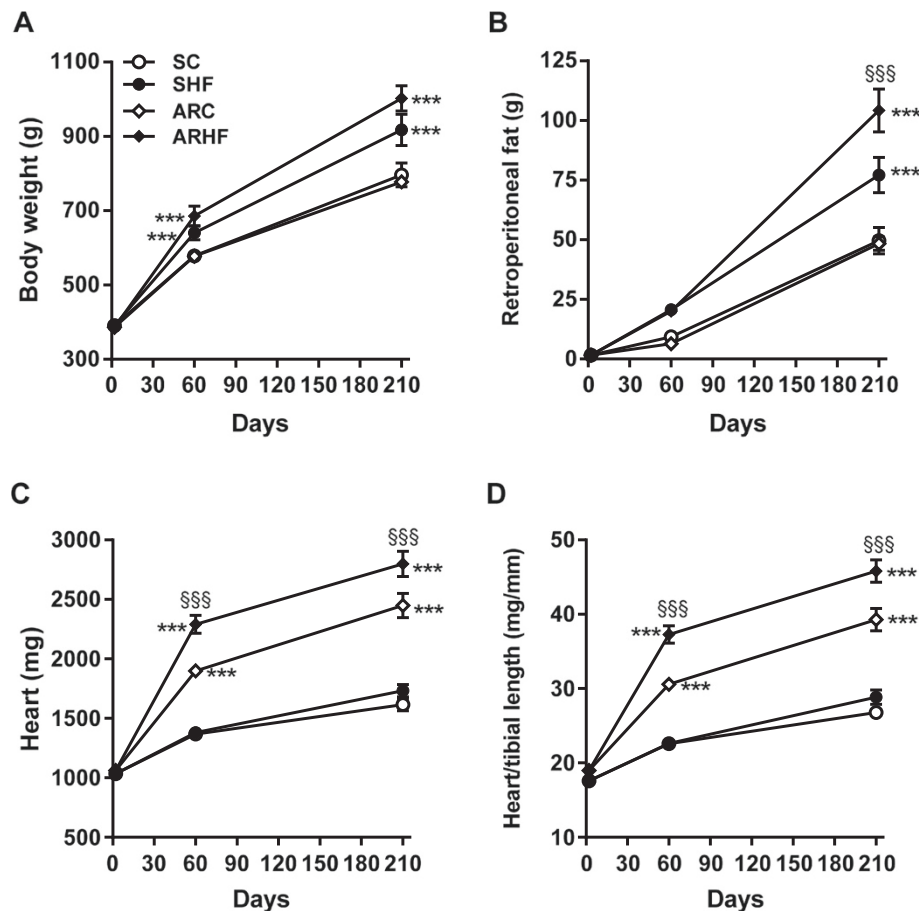 A
1100
900
700
500
300
Body weight (g)
SC
SHF
ARC
ARHF
***
***
***
***
0 30 60 90 120 150 180 210
Days
B
125
100
75
50
25
0
Retroperitoneal fat (g)
§§§
***
***
0 30 60 90 120 150 180 210
Days
C
3000
2500
2000
1500
1000
500
Heart (mg)
§§§
***
§§§
***
***
***
0 30 60 90 120 150 180 210
Days
D
50
40
30
20
10
Heart/tibial length (mg/mm)
§§§
***
§§§
***
***
***
0 30 60 90 120 150 180 210
Days